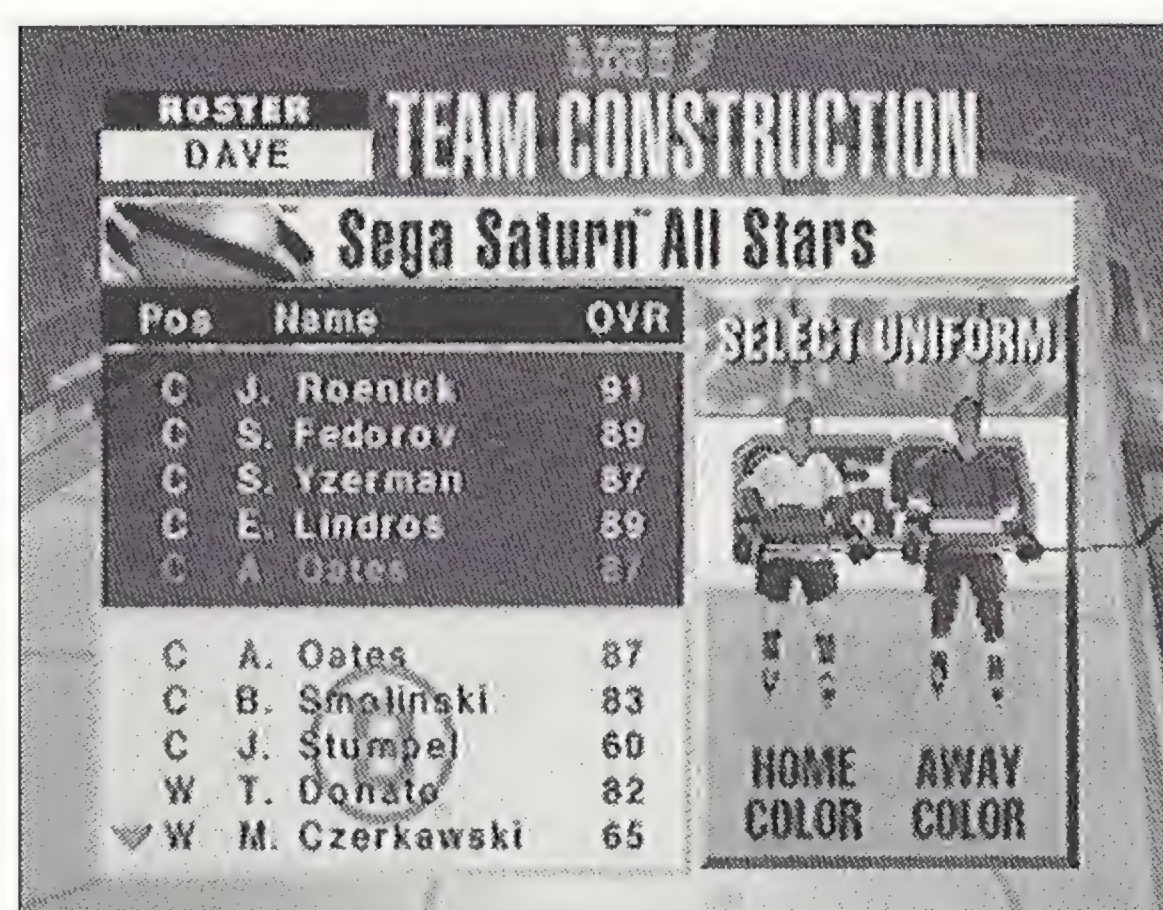 ROSTER
DAVE
TEAM CONSTRUCTION
Sega Saturn™ All Stars
Pos Name OVR
C J. Roenick 91
C S. Fedorov 89
C S. Yzerman 87
C E. Lindros 89
C A. Oates 87
C A. Oates 87
C B. Smolinski 83
C J. Stumpel 60
W T. Donato 82
W M. Czerkawski 65
SELECT UNIFORM
HOME COLOR
AWAY COLOR